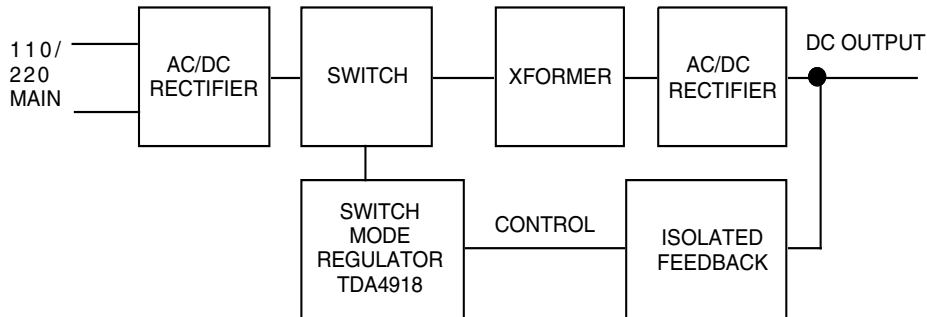 110/
220
MAIN
AC/DC
RECTIFIER
SWITCH
XFORMER
AC/DC
RECTIFIER
DC OUTPUT
SWITCH
MODE
REGULATOR
TDA4918
CONTROL
ISOLATED
FEEDBACK